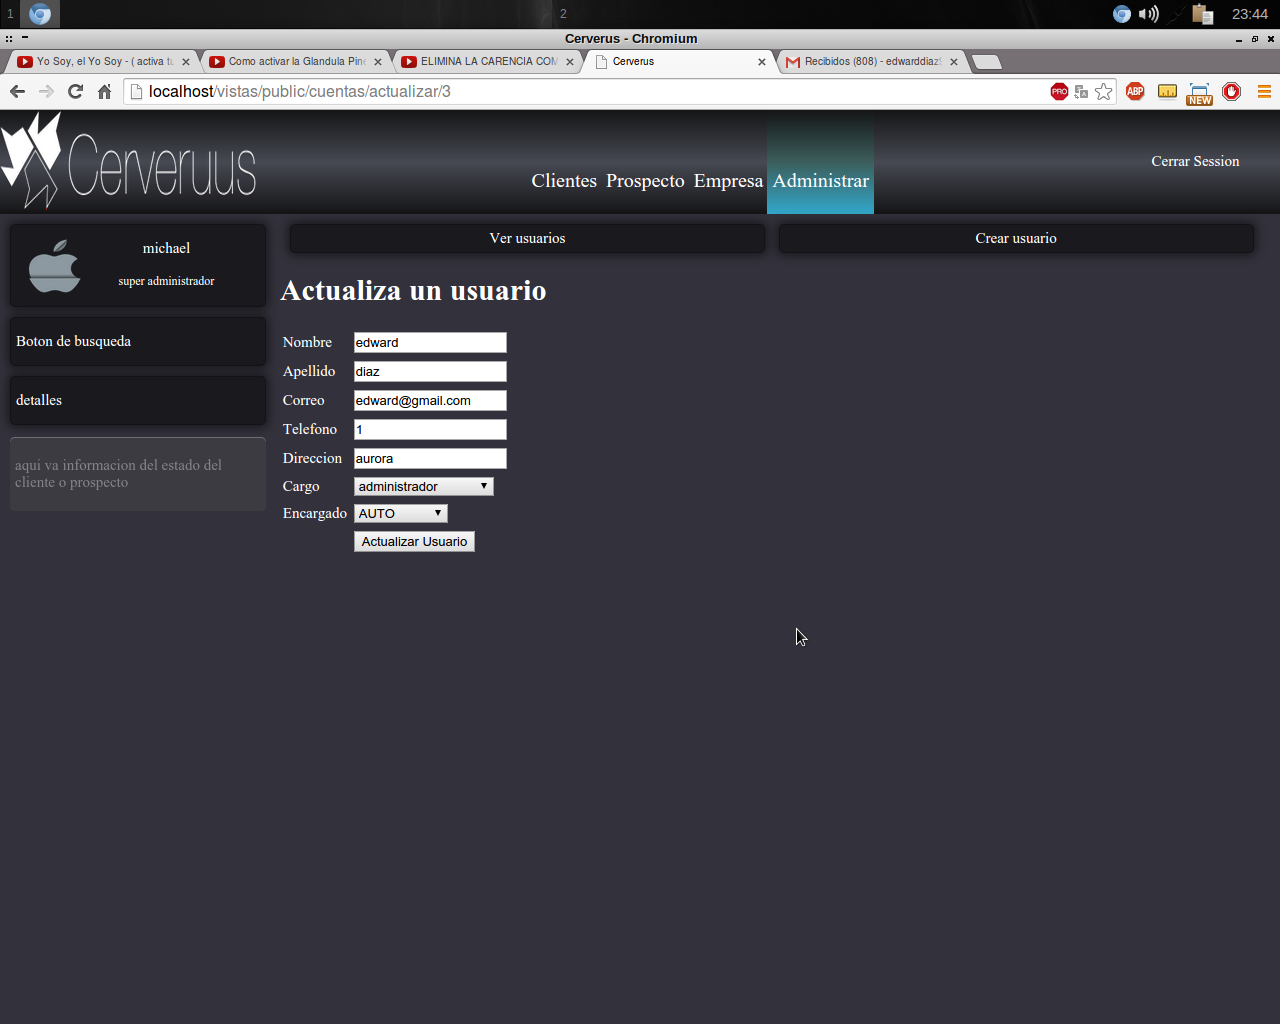 1
2
23:44
Cerverus - Chromium
Yo Soy, el Yo Soy - ( activa tu
Como activar la Glandula Pine
ELIMINA LA CARENCIA COM
Cerverus
Recibidos (808) - edwarddiaz
localhost/vistas/public/cuentas/actualizar/3
PRO
ABP
NEW
Cerveruus
Clientes Prospecto Empresa Administrar
Cerrar Session
michael
super administrador
Ver usuarios
Crear usuario
Boton de busqueda
detalles
aqui va informacion del estado del
cliente o prospecto
Actualiza un usuario
Nombre edward
Apellido diaz
Correo edward@gmail.com
Telefono 1
Direccion aurora
Cargo administrador
Encargado AUTO
Actualizar Usuario